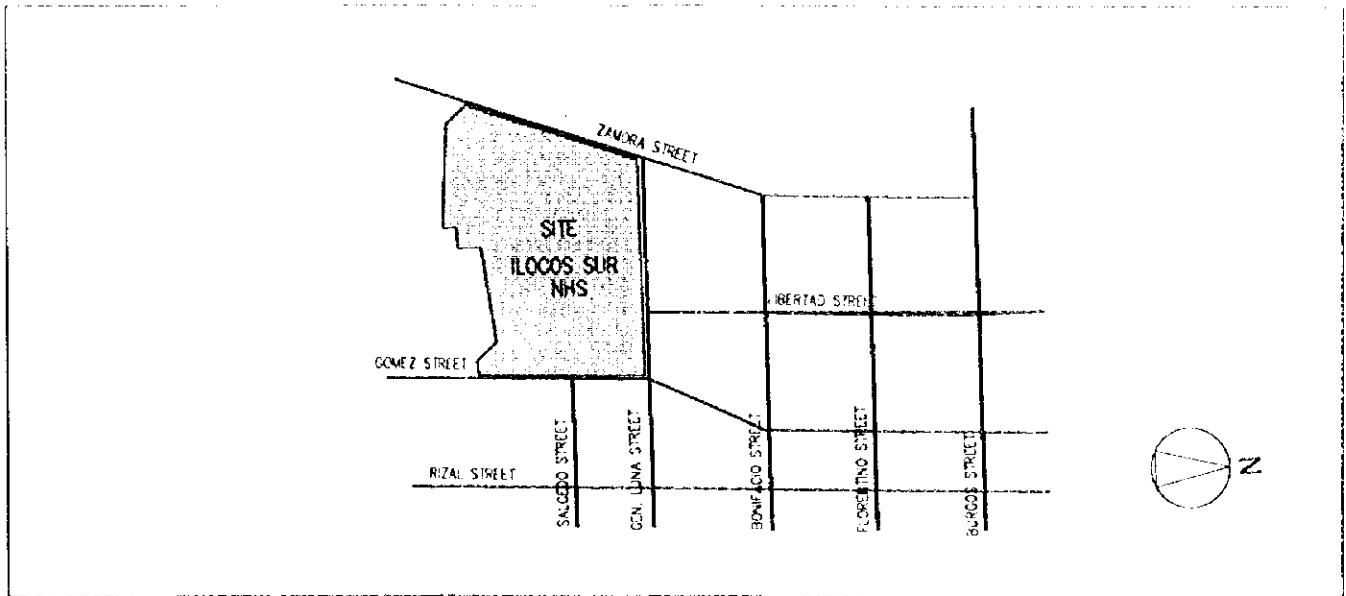 ZAMORA STREET
SITE
ILOCOS SUR
NHS
IBERTAD STREET
GOMEZ STREET
RIZAL STREET
SALCEDO STREET
GEN. LUNA STREET
BONIFACIO STREET
FLORENTINO STREET
BURGOS STREET
N